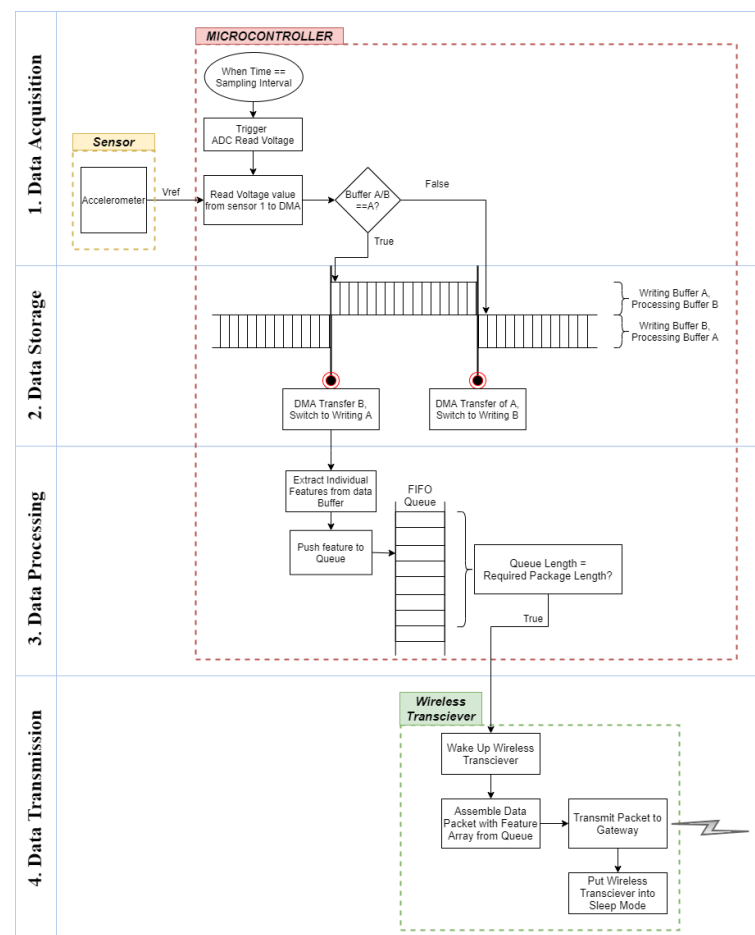 1. Data Acquisition
MICROCONTROLLER
When Time ==
Sampling Interval
Trigger
ADC Read Voltage
Sensor
Accelerometer
Vref
Read Voltage value
from sensor 1 to DMA
Buffer A/B
==A?
False
True
2. Data Storage
Writing Buffer A,
Processing Buffer B
Writing Buffer B,
Processing Buffer A
DMA Transfer B,
Switch to Writing A
DMA Transfer of A,
Switch to Writing B
3. Data Processing
Extract Individual
Features from data
Buffer
Push feature to
Queue
FIFO
Queue
Queue Length =
Required Package Length?
True
4. Data Transmission
Wireless
Transciever
Wake Up Wireless
Transciever
Assemble Data
Packet with Feature
Array from Queue
Transmit Packet to
Gateway
Put Wireless
Transciever into
Sleep Mode